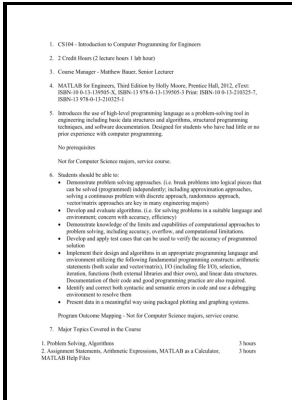 1. CS104 - Introduction to Computer Programming for Engineers
2. 2 Credit Hours (2 lecture hours 1 lab hour)
3. Course Manager - Matthew Bauer, Senior Lecturer
4. MATLAB for Engineers, Third Edition by Holly Moore, Prentice Hall, 2012, eText:
ISBN-10 0-13-139505-X, ISBN-13 978-0-13-139505-3 Print: ISBN-10 0-13-210325-7,
ISBN-13 978-0-13-210325-1
5. Introduces the use of high-level programming language as a problem-solving tool in
engineering including basic data structures and algorithms, structured programming
techniques, and software documentation. Designed for students who have had little or no
prior experience with computer programming.
No prerequisites
Not for Computer Science majors, service course.
6. Students should be able to:
• Demonstrate problem solving approaches. (i.e. break problems into logical pieces that
can be solved (programmed) independently; including approximation approaches,
solving a continuous problem with discrete approach, randomness approach,
vector/matrix approaches are key in many engineering majors)
• Develop and evaluate algorithms. (i.e. for solving problems in a suitable language and
environment; concern with accuracy, efficiency)
• Demonstrate knowledge of the limits and capabilities of computational approaches to
problem solving, including accuracy, overflow, and computational limitations.
• Develop and apply test cases that can be used to verify the accuracy of programmed
solution
• Implement their design and algorithms in an appropriate programming language and
environment utilizing the following fundamental programming constructs: arithmetic
statements (both scalar and vector/matrix), I/O (including file I/O), selection,
iteration, functions (both external libraries and thier own), and linear data structures.
Documentation of their code and good programming practice are also required.
• Identify and correct both syntactic and semantic errors in code and use a debugging
environment to resolve them
• Present data in a meaningful way using packaged plotting and graphing systems.
Program Outcome Mapping - Not for Computer Science majors, service course.
7. Major Topics Covered in the Course
1. Problem Solving, Algorithms 3 hours
2. Assignment Statements, Arithmetic Expressions, MATLAB as a Calculator, 3 hours
MATLAB Help Files